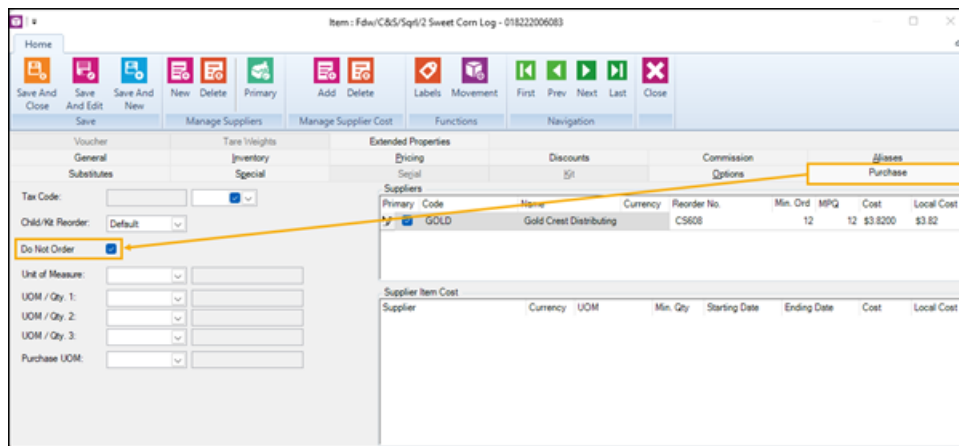 Item : Fdw/C&S/Sqrl/2 Sweet Corn Log - 018222006083
Home
Save And Close Save And Edit Save And New New Delete Primary Add Delete Labels Movement First Prev Next Last Close
Save Manage Suppliers Manage Supplier Cost Functions Navigation
Voucher Tare Weights Extended Properties
General Inventory Pricing Discounts Commission Aliases
Substitutes Special Serial Kit Options Purchase
Tax Code:
Child/Kit Reorder: Default
Do Not Order
Unit of Measure:
UOM / Qty. 1:
UOM / Qty. 2:
UOM / Qty. 3:
Purchase UOM:
Suppliers
Primary Code Name Currency Reorder No. Min. Ord MPQ Cost Local Cost
GOLD Gold Crest Distributing CS608 12 12 $3.8200 $3.82
Supplier Item Cost
Supplier Currency UOM Min. Qty Starting Date Ending Date Cost Local Cost